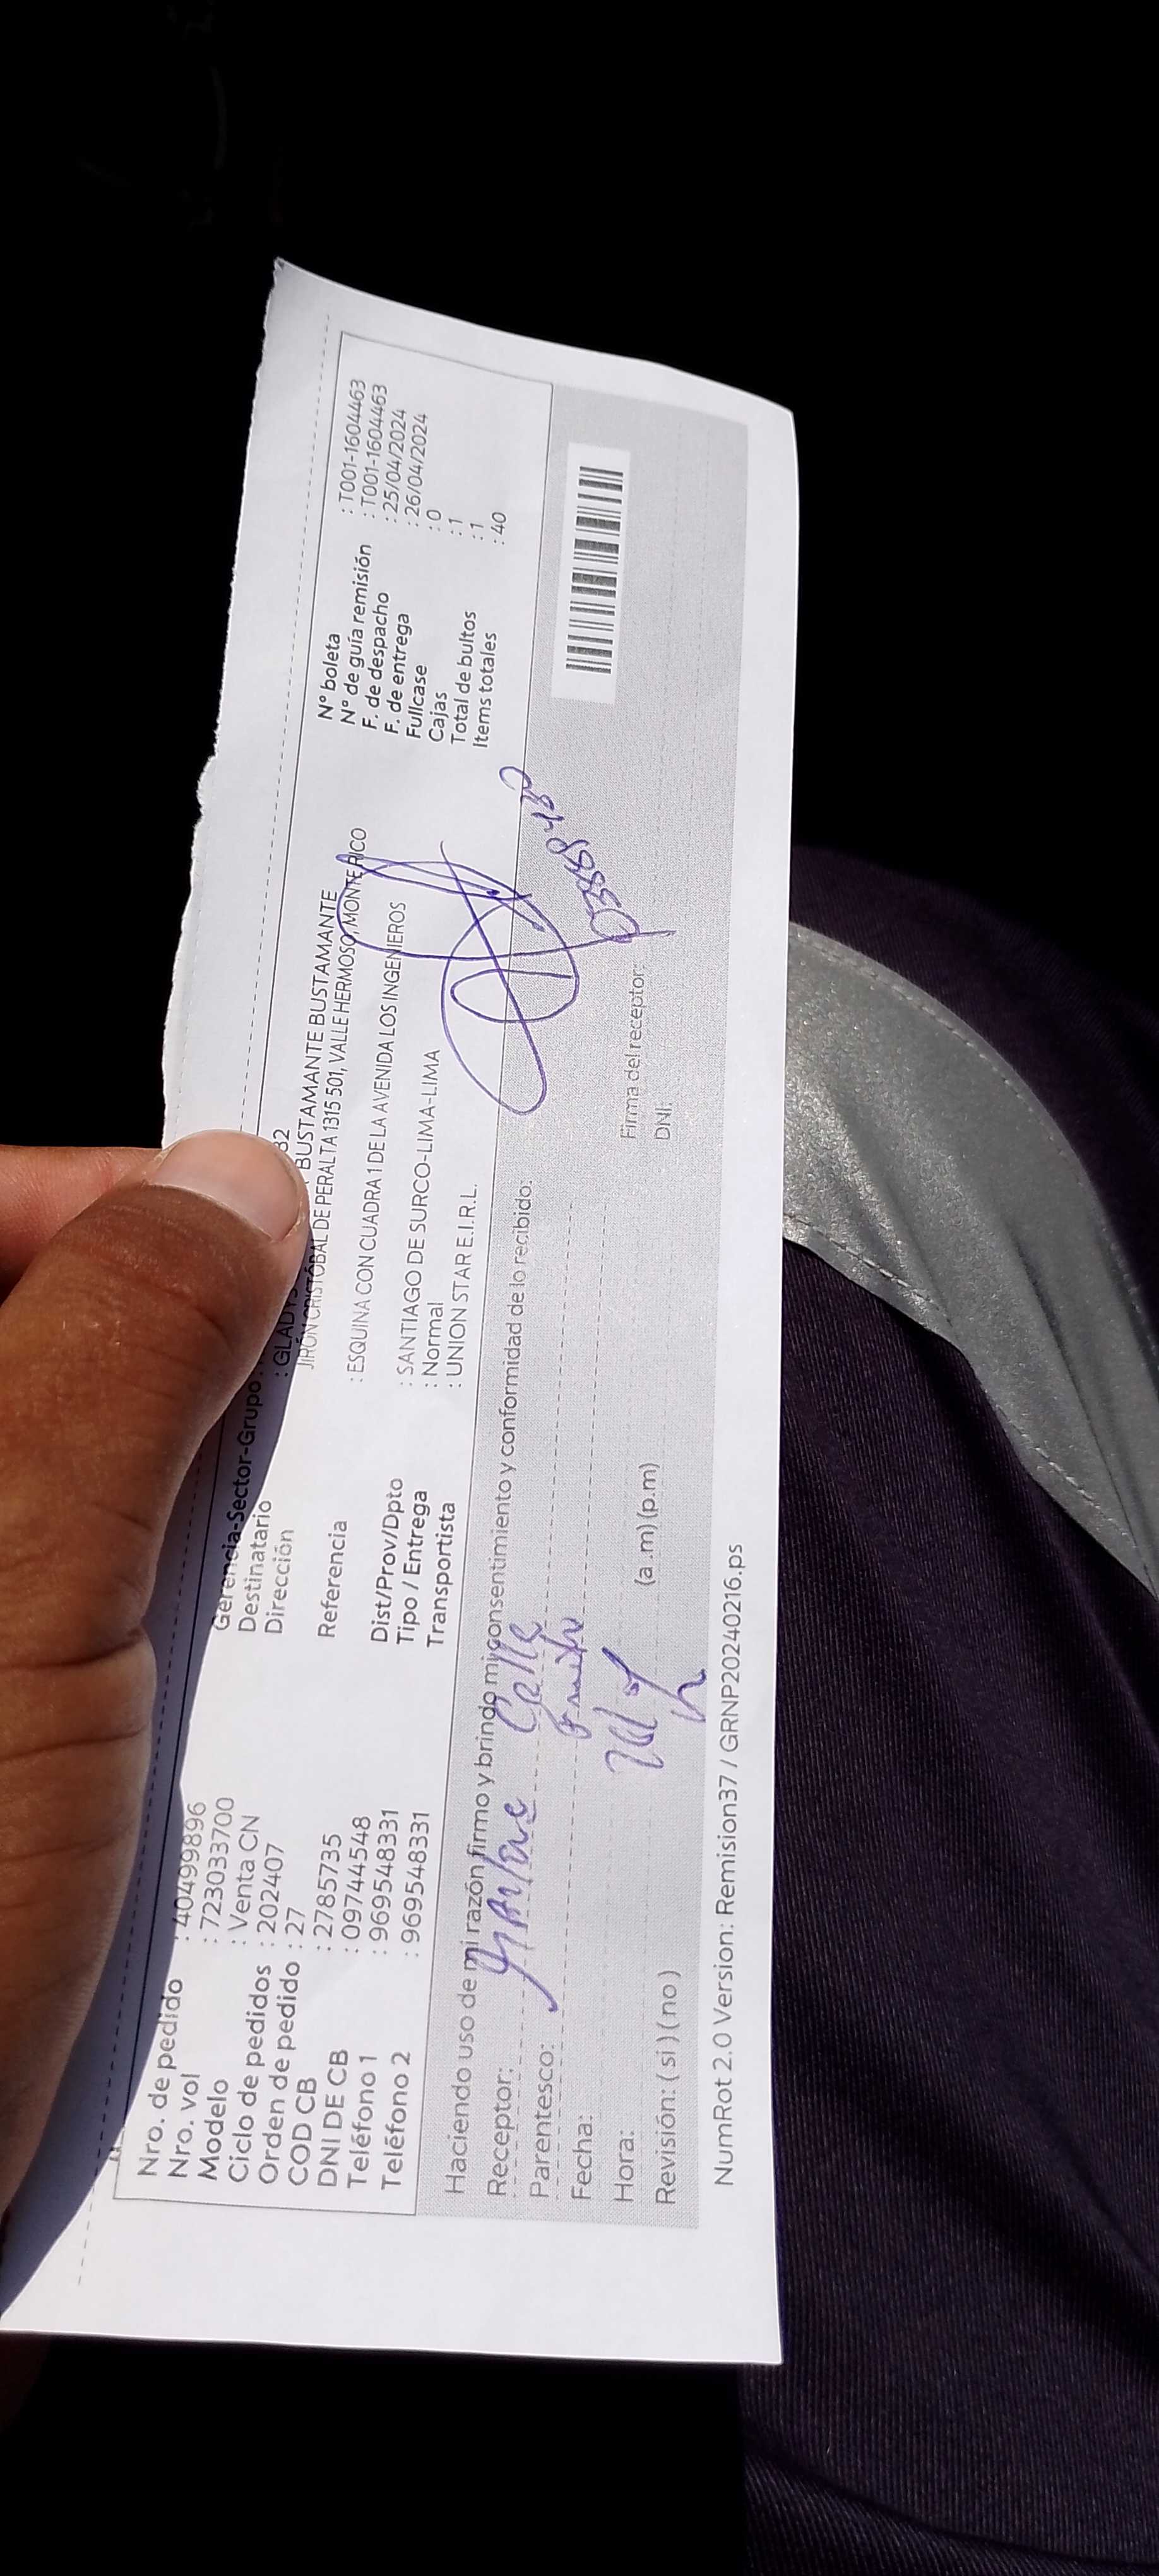 Nro. de pedido : 40499896
Nro. vol : 723033700
Modelo : Venta CN
Ciclo de pedidos : 202407
Orden de pedido : 27
COD CB : 2785735
DNI DE CB : 09744548
Teléfono 1 : 969548331
Teléfono 2 : 969548331
Gerencia-Sector-Grupo : 32
Destinatario : GLADYS BUSTAMANTE BUSTAMANTE
Dirección JIRÓN CRISTÓBAL DE PERALTA 1315 501, VALLE HERMOSO, MONTERRICO
Referencia : ESQUINA CON CUADRA 1 DE LA AVENIDA LOS INGENIEROS
Dist/Prov/Dpto : SANTIAGO DE SURCO-LIMA-LIMA
Tipo / Entrega : Normal
Transportista : UNION STAR E.I.R.L.
N° boleta : T001-1604463
N° de guía remisión : T001-1604463
F. de despacho : 25/04/2024
F. de entrega : 26/04/2024
Fullcase : 0
Cajas : 1
Total de bultos : 1
Items totales : 40
Haciendo uso de mi razón firmo y brindo mi consentimiento y conformidad de lo recibido:
Receptor: Calle
Parentesco:
Fecha:
Hora: (a .m) (p.m)
Revisión: ( si ) ( no )
Firma del receptor:
DNI:
NumRot 2.0 Version: Remision37 / GRNP20240216.ps